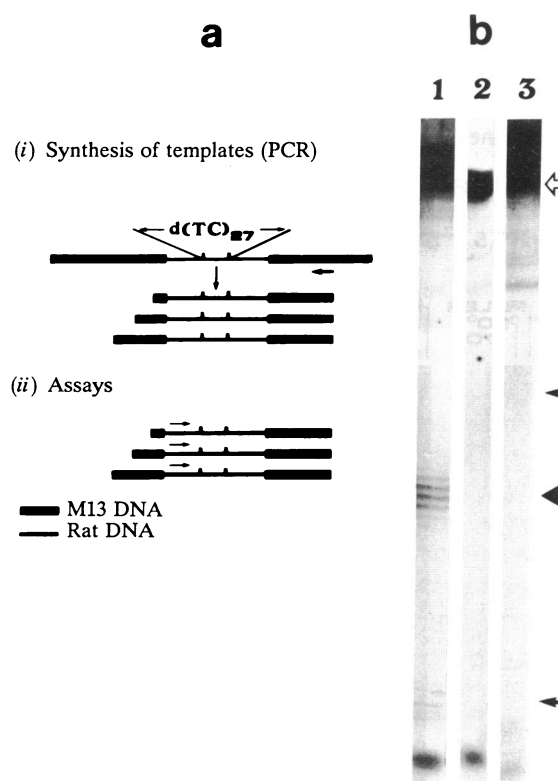 a
b
1 2 3
(i) Synthesis of templates (PCR)
d(TC)27
(ii) Assays
M13 DNA
Rat DNA